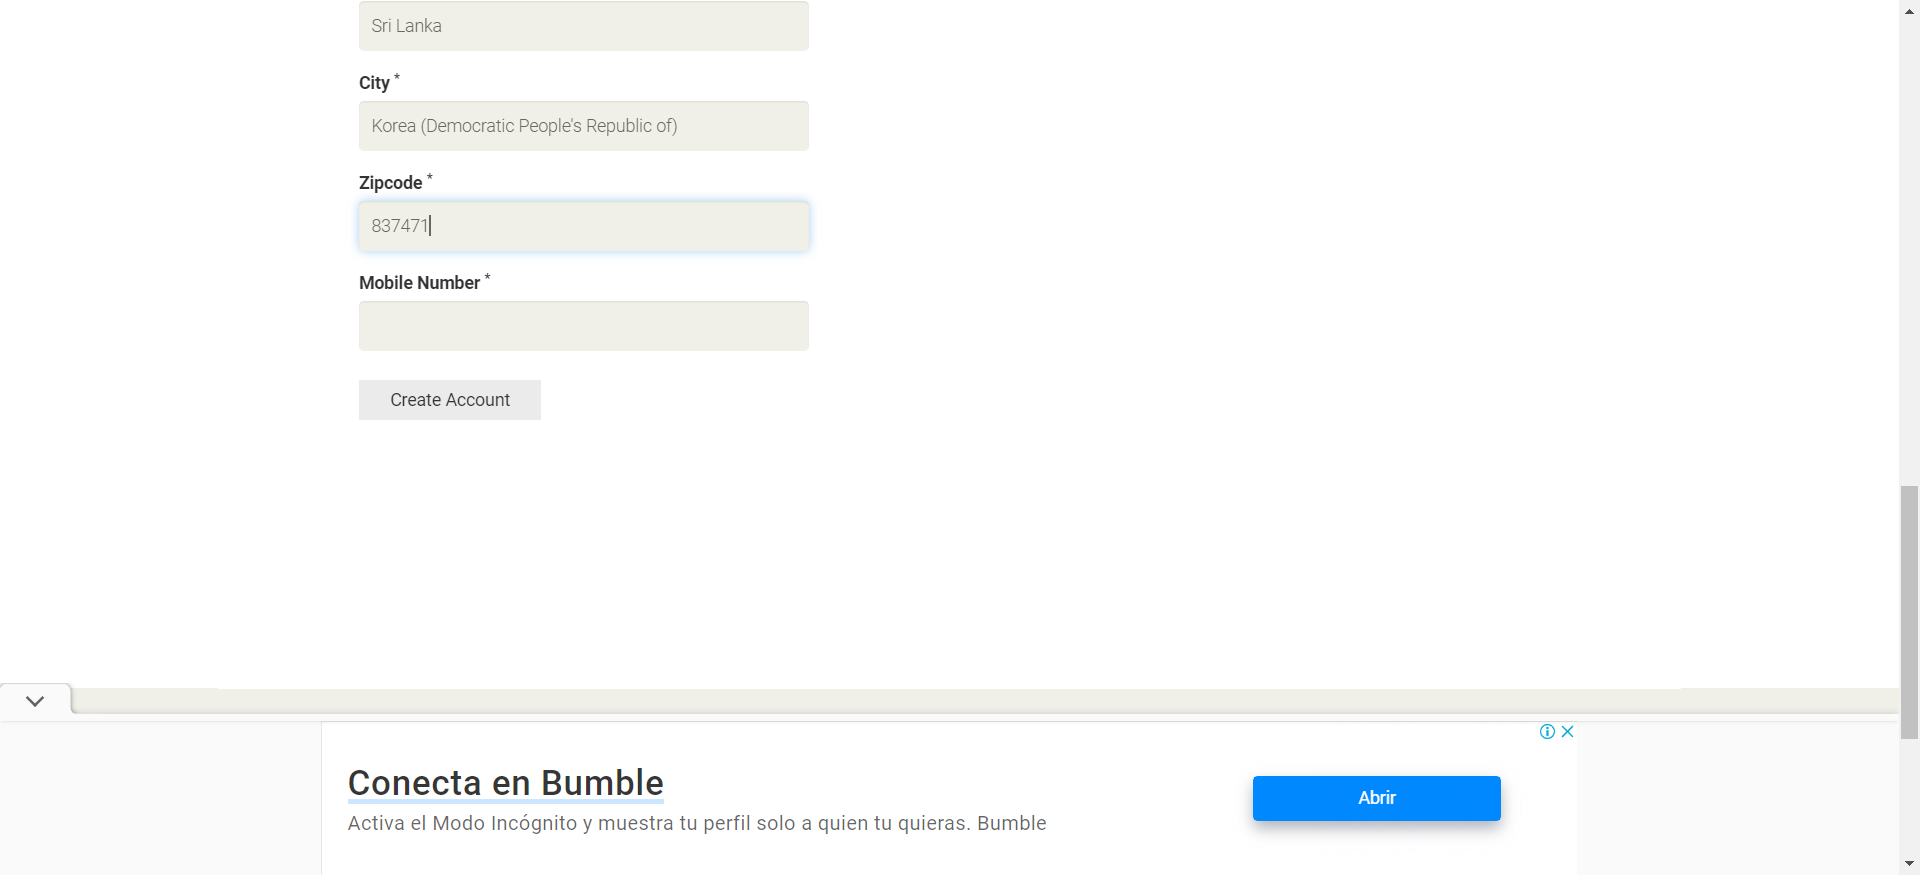 Sri Lanka
City *
Korea (Democratic People's Republic of)
Zipcode *
837471
Mobile Number *
Create Account
Conecta en Bumble
Activa el Modo Incógnito y muestra tu perfil solo a quien tu quieras. Bumble
Abrir